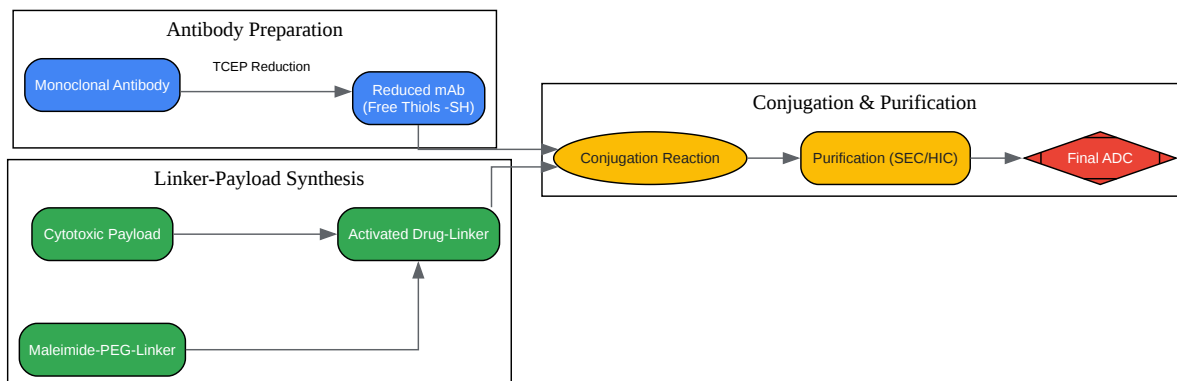 Antibody Preparation
Monoclonal Antibody
TCEP Reduction
Reduced mAb
(Free Thiols -SH)
Linker-Payload Synthesis
Cytotoxic Payload
Activated Drug-Linker
Maleimide-PEG-Linker
Conjugation & Purification
Conjugation Reaction
Purification (SEC/HIC)
Final ADC